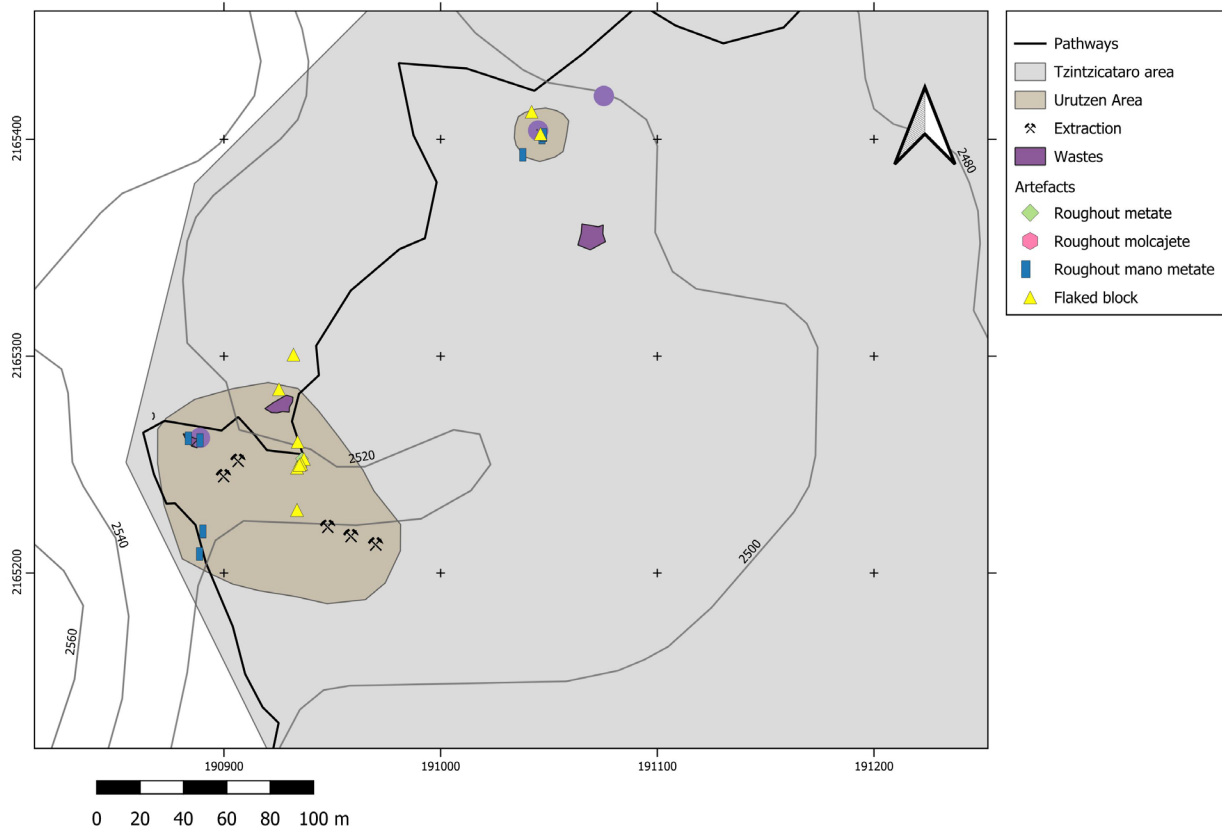 Pathways
Tzintzicataro area
Urutzen Area
Extraction
Wastes
Artefacts
Roughout metate
Roughout molcajete
Roughout mano metate
Flaked block
2165400
2165300
2165200
2480
2520
2540
2500
2560
190900
191000
191100
191200
0 20 40 60 80 100 m